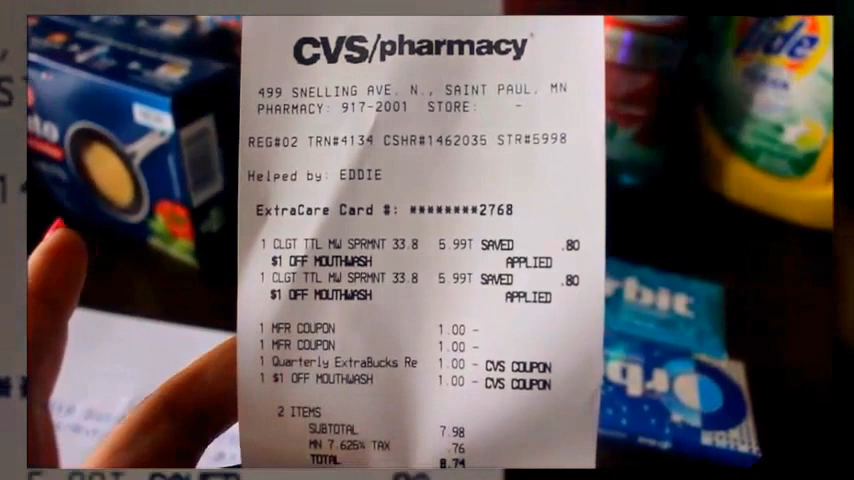 CVS/pharmacy
499 SNELLING AVE. N., SAINT PAUL, MN
PHARMACY: 917-2001 STORE: -
REG#02 TRN#4134 CSHR#1462035 STR#5998
Helped by: EDDIE
ExtraCare Card #: ********2768
1 CLGT TTL MW SPRMNT 33.8 5.99T SAVED .80
$1 OFF MOUTHWASH APPLIED
1 CLGT TTL MW SPRMNT 33.8 5.99T SAVED .80
$1 OFF MOUTHWASH APPLIED
1 MFR COUPON 1.00 -
1 MFR COUPON 1.00 -
1 Quarterly ExtraBucks Re 1.00 - CVS COUPON
1 $1 OFF MOUTHWASH 1.00 - CVS COUPON
2 ITEMS
SUBTOTAL 7.98
MN 7.625% TAX .76
TOTAL 8.74
Tide
orbit